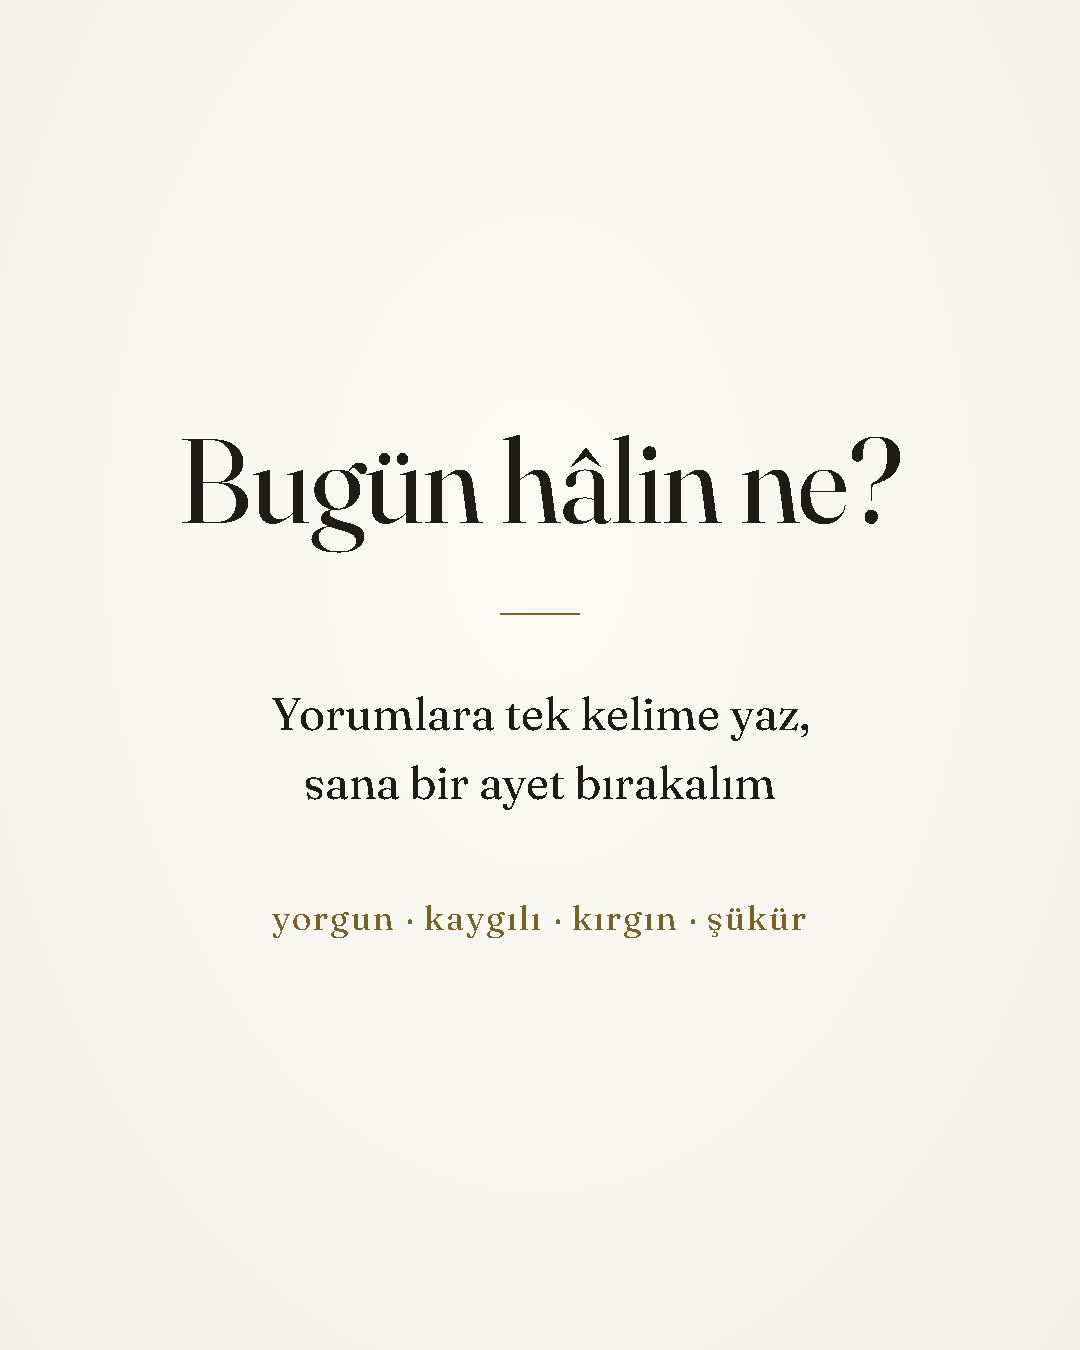 Bugün hâlin ne?
Yorumlara tek kelime yaz,
sana bir ayet bırakalım
yorgun · kaygılı · kırgın · şükür